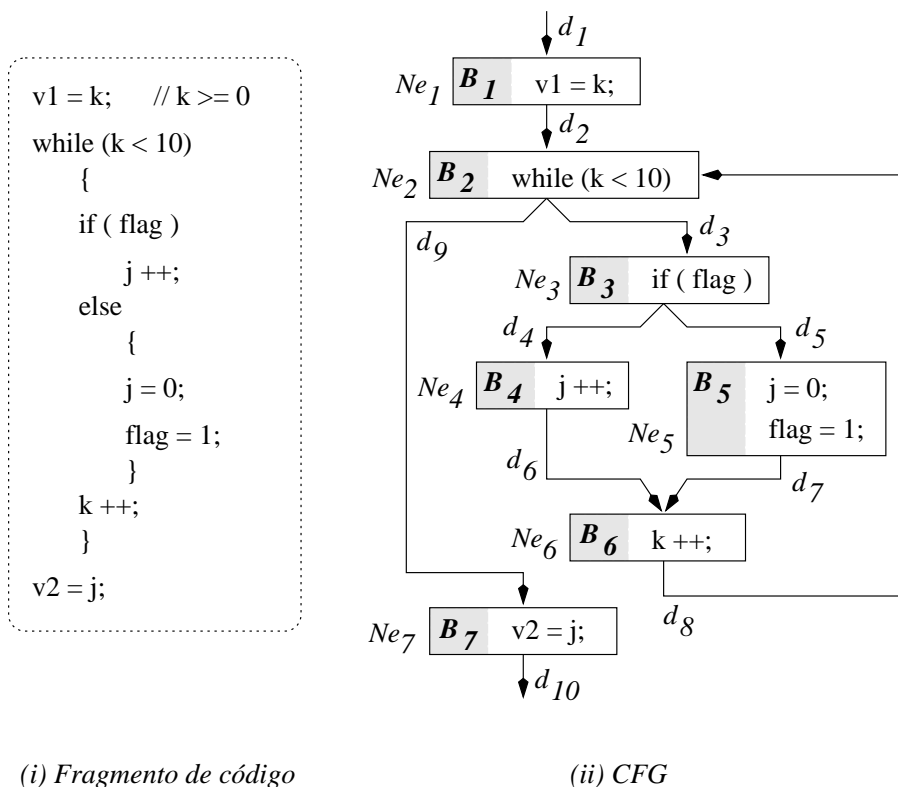 v1 = k; // k >= 0
while (k < 10)
{
if ( flag )
j ++;
else
{
j = 0;
flag = 1;
}
k ++;
}
v2 = j;
(i) Fragmento de código
d1
Ne1 B1 v1 = k;
d2
Ne2 B2 while (k < 10)
d9 d3
Ne3 B3 if ( flag )
d4 d5
Ne4 B4 j ++;
Ne5 B5 j = 0;
flag = 1;
d6 d7
Ne6 B6 k ++;
d8
Ne7 B7 v2 = j;
d10
(ii) CFG